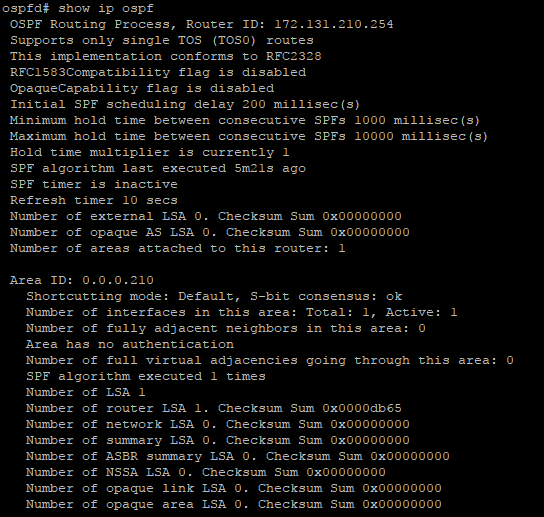 ospfd# show ip ospf
OSPF Routing Process, Router ID: 172.131.210.254
Supports only single TOS (TOS0) routes
This implementation conforms to RFC2328
RFC1583Compatibility flag is disabled
OpaqueCapability flag is disabled
Initial SPF scheduling delay 200 millisec(s)
Minimum hold time between consecutive SPFs 1000 millisec(s)
Maximum hold time between consecutive SPFs 10000 millisec(s)
Hold time multiplier is currently 1
SPF algorithm last executed 5m21s ago
SPF timer is inactive
Refresh timer 10 secs
Number of external LSA 0. Checksum Sum 0x00000000
Number of opaque AS LSA 0. Checksum Sum 0x00000000
Number of areas attached to this router: 1
Area ID: 0.0.0.210
Shortcutting mode: Default, S-bit consensus: ok
Number of interfaces in this area: Total: 1, Active: 1
Number of fully adjacent neighbors in this area: 0
Area has no authentication
Number of full virtual adjacencies going through this area: 0
SPF algorithm executed 1 times
Number of LSA 1
Number of router LSA 1. Checksum Sum 0x0000db65
Number of network LSA 0. Checksum Sum 0x00000000
Number of summary LSA 0. Checksum Sum 0x00000000
Number of ASBR summary LSA 0. Checksum Sum 0x00000000
Number of NSSA LSA 0. Checksum Sum 0x00000000
Number of opaque link LSA 0. Checksum Sum 0x00000000
Number of opaque area LSA 0. Checksum Sum 0x00000000